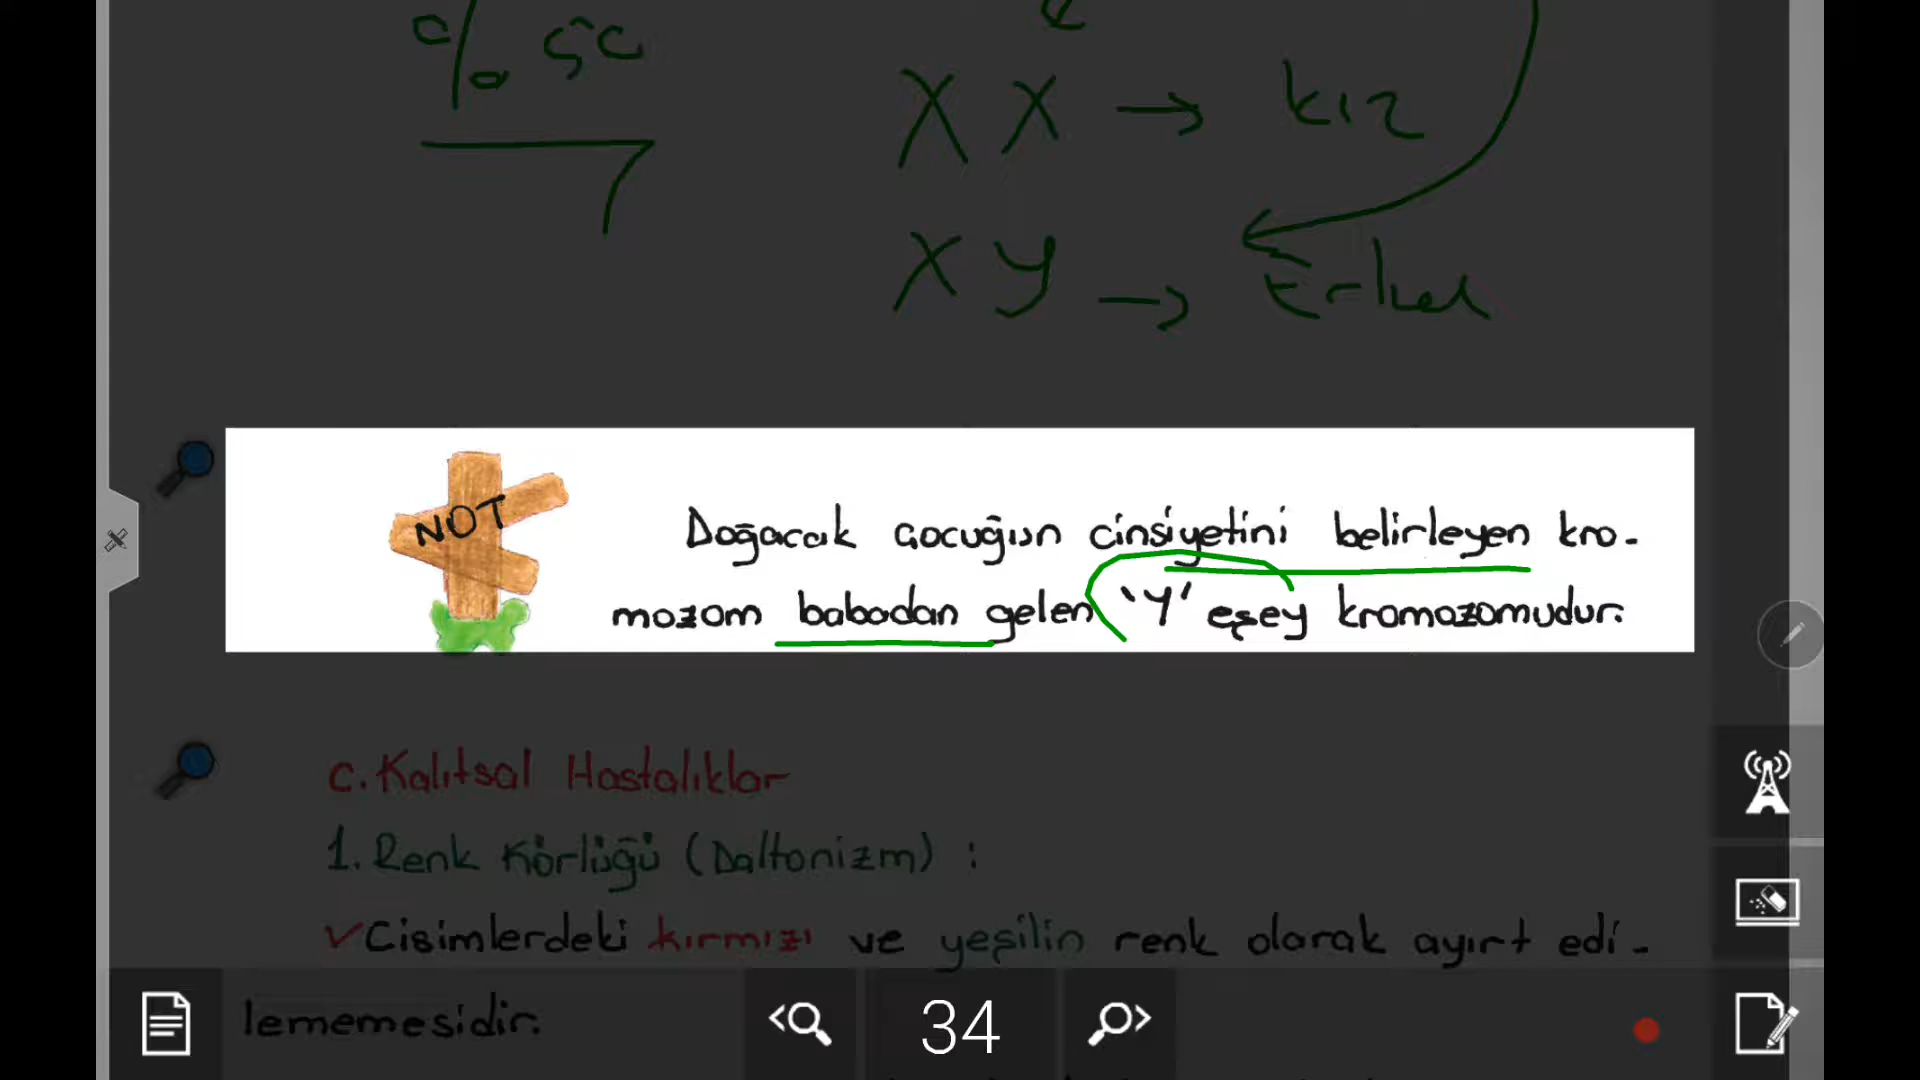 % 50
XX → kız
XY → Erkek
NOT
Doğacak çocuğun cinsiyetini belirleyen kro-
mozom babadan gelen 'Y' eşey kromozomudur.
c. Kalıtsal Hastalıklar
1. Renk Körlüğü (Daltonizm) :
✓Cisimlerdeki kırmızı ve yeşilin renk olarak ayırt edi-
lememesidir.
34